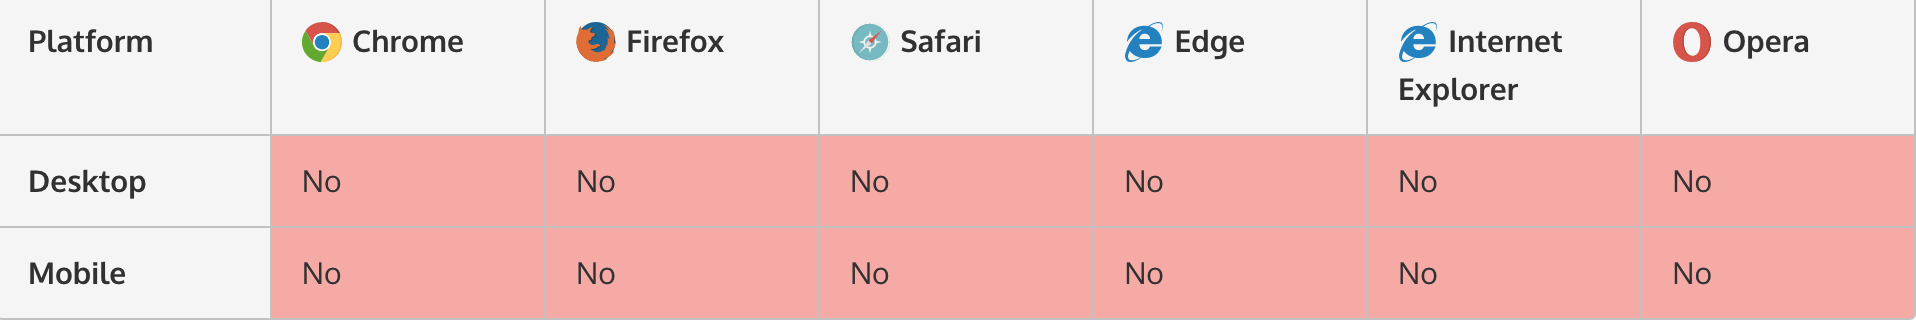 Platform Chrome Firefox Safari Edge Internet Opera
Explorer
Desktop No No No No No No
Mobile No No No No No No